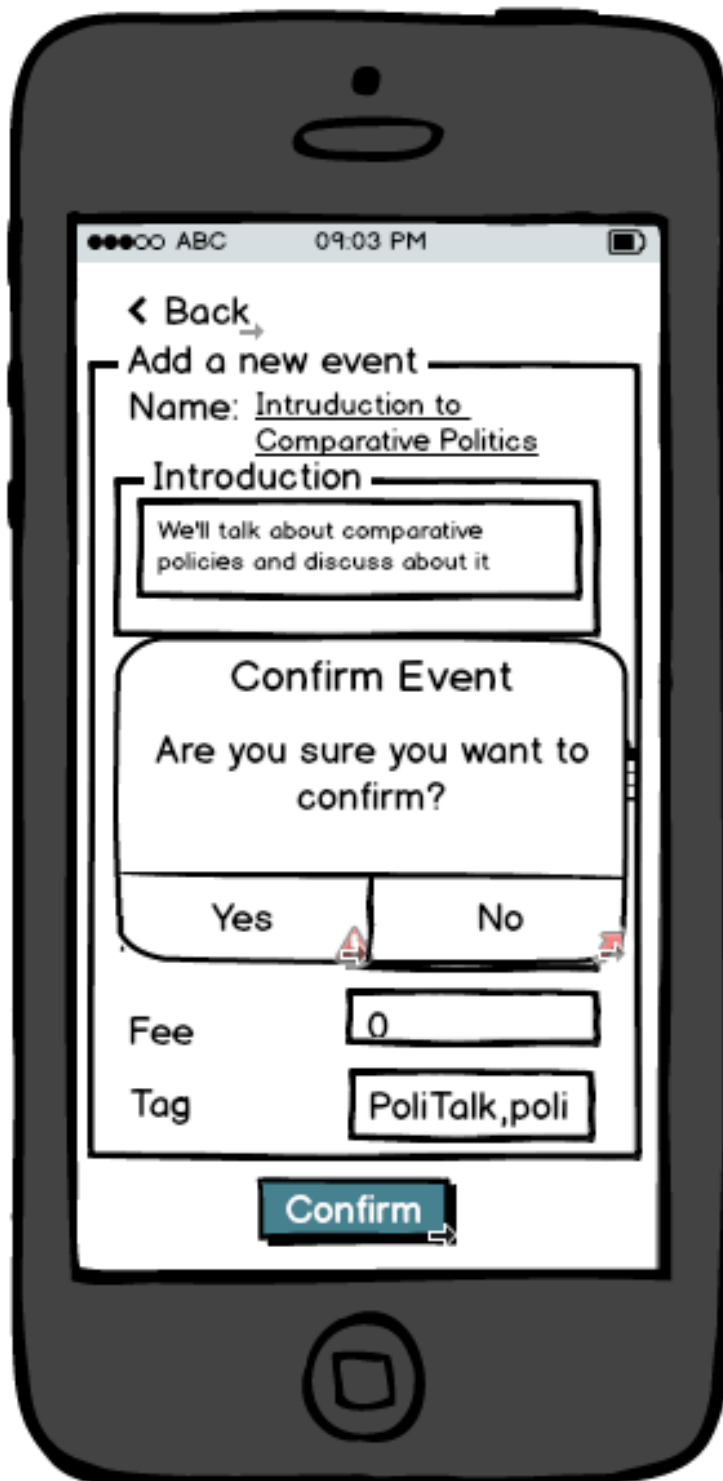 ABC 09:03 PM
Back
Add a new event
Name: Intruduction to
Comparative Politics
Introduction
We'll talk about comparative
policies and discuss about it
Confirm Event
Are you sure you want to
confirm?
Yes No
Fee 0
Tag PoliTalk,poli
Confirm